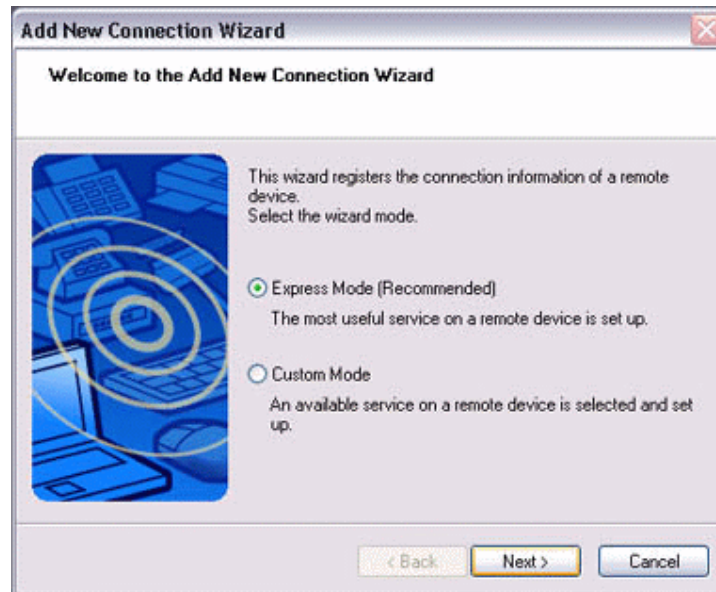 Add New Connection Wizard
Welcome to the Add New Connection Wizard
This wizard registers the connection information of a remote
device.
Select the wizard mode.
Express Mode (Recommended)
The most useful service on a remote device is set up.
Custom Mode
An available service on a remote device is selected and set
up.
< Back Next > Cancel